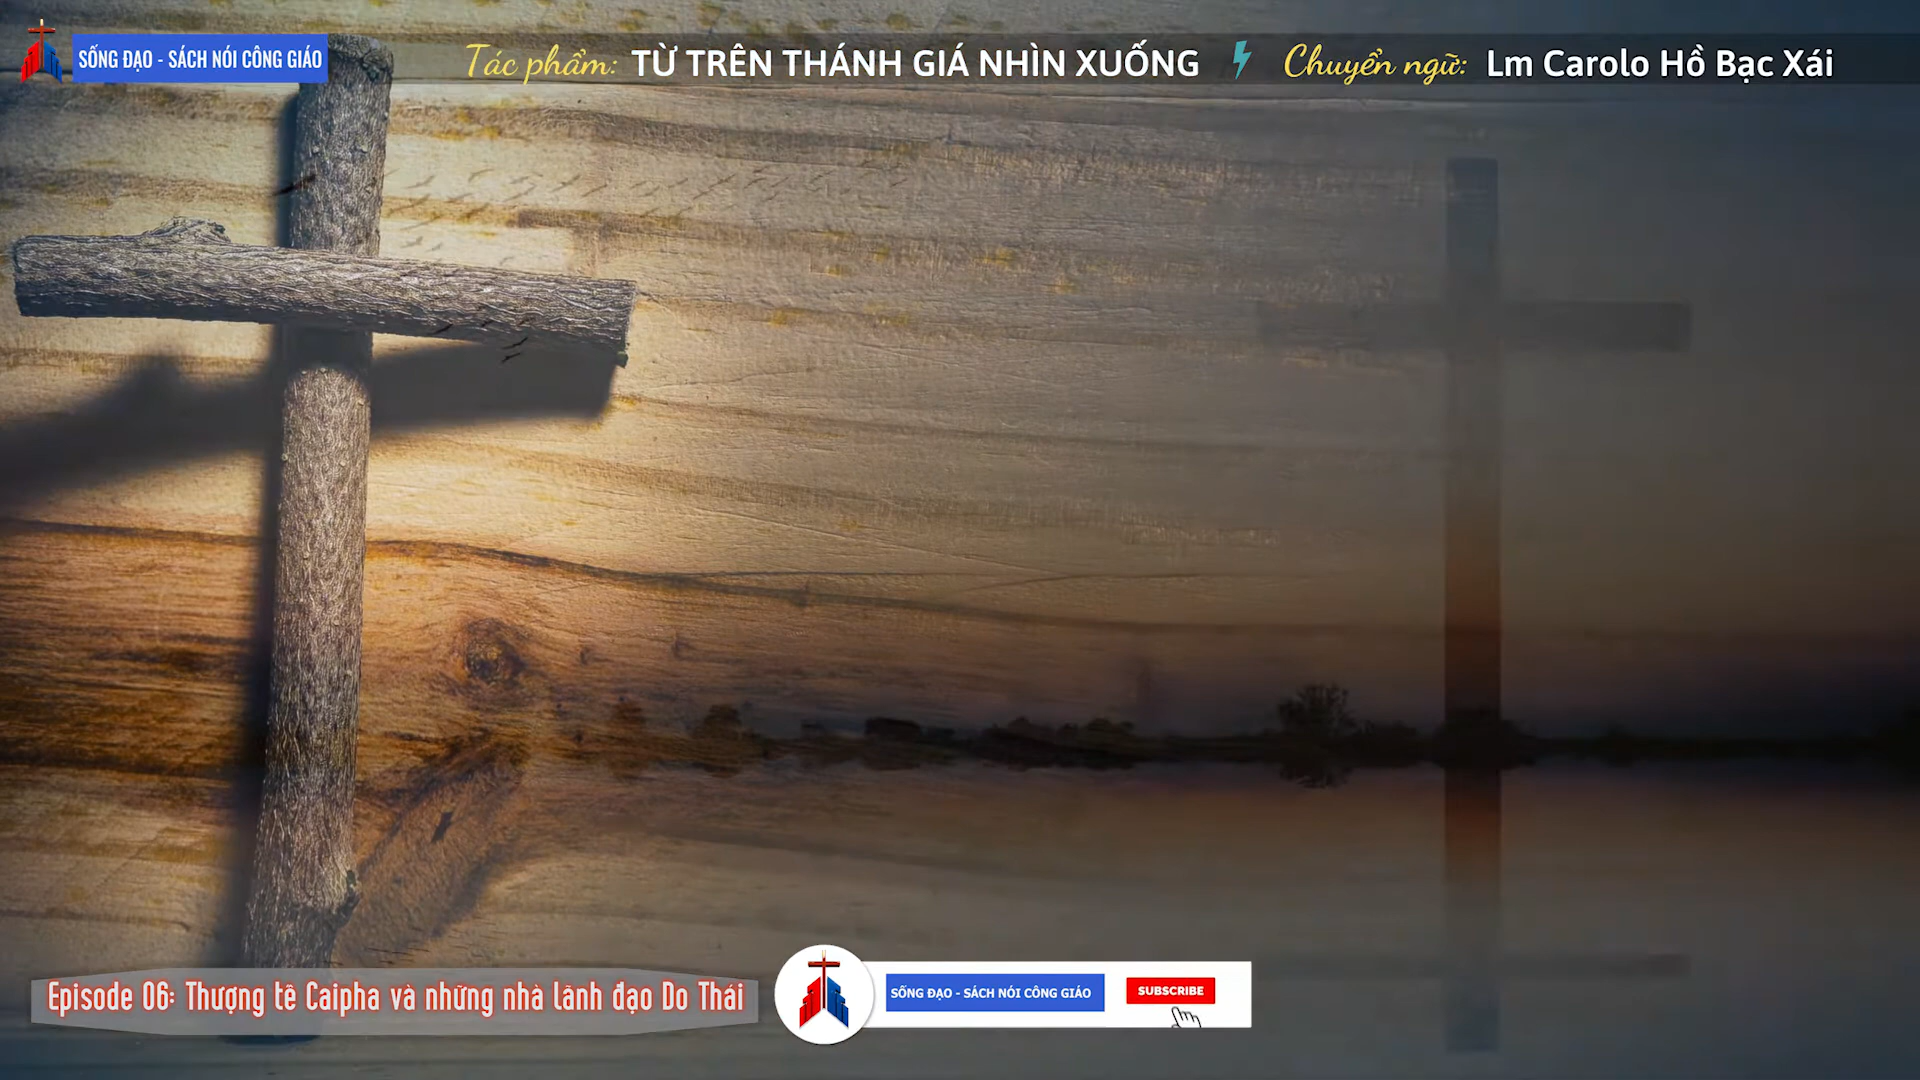 SỐNG ĐẠO - SÁCH NÓI CÔNG GIÁO
Tác phẩm: TỪ TRÊN THÁNH GIÁ NHÌN XUỐNG
Chuyển ngữ: Lm Carolo Hồ Bạc Xái
Episode 06: Thượng tê Caipha và những nhà lãnh đạo Do Thái
SỐNG ĐẠO - SÁCH NÓI CÔNG GIÁO
SUBSCRIBE